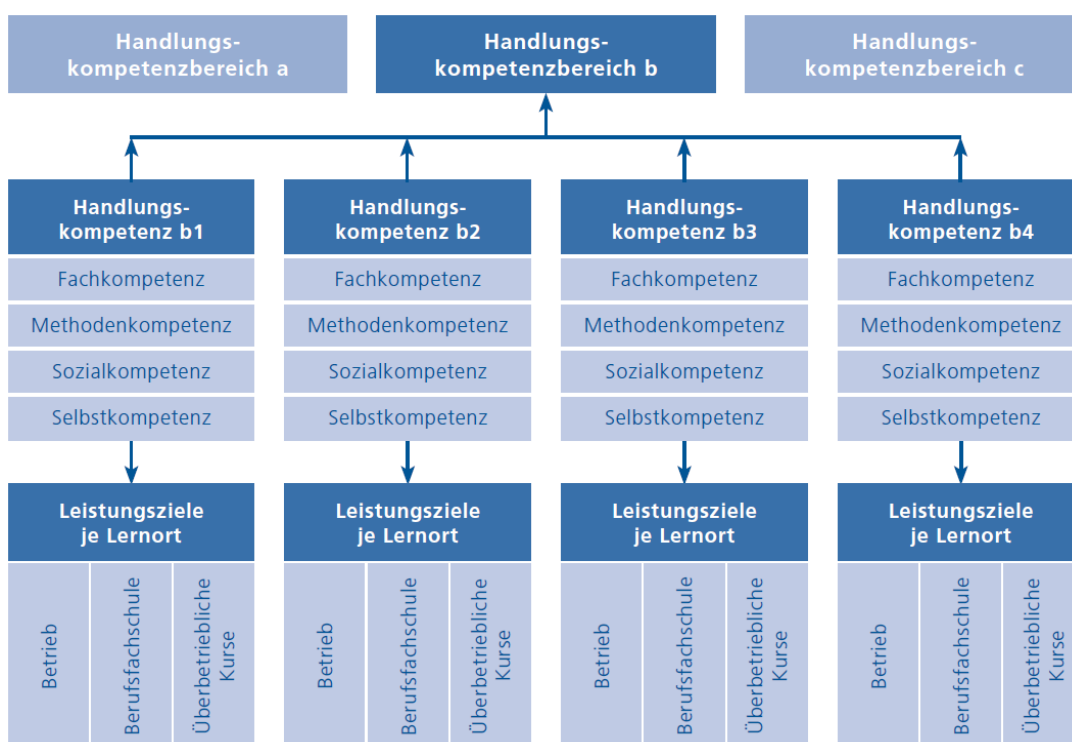 Handlungs-
kompetenzbereich a
Handlungs-
kompetenzbereich b
Handlungs-
kompetenzbereich c
Handlungs-
kompetenz b1
Fachkompetenz
Methodenkompetenz
Sozialkompetenz
Selbstkompetenz
Leistungsziele
je Lernort
Betrieb
Berufsfachschule
Überbetriebliche
Kurse
Handlungs-
kompetenz b2
Fachkompetenz
Methodenkompetenz
Sozialkompetenz
Selbstkompetenz
Leistungsziele
je Lernort
Betrieb
Berufsfachschule
Überbetriebliche
Kurse
Handlungs-
kompetenz b3
Fachkompetenz
Methodenkompetenz
Sozialkompetenz
Selbstkompetenz
Leistungsziele
je Lernort
Betrieb
Berufsfachschule
Überbetriebliche
Kurse
Handlungs-
kompetenz b4
Fachkompetenz
Methodenkompetenz
Sozialkompetenz
Selbstkompetenz
Leistungsziele
je Lernort
Betrieb
Berufsfachschule
Überbetriebliche
Kurse